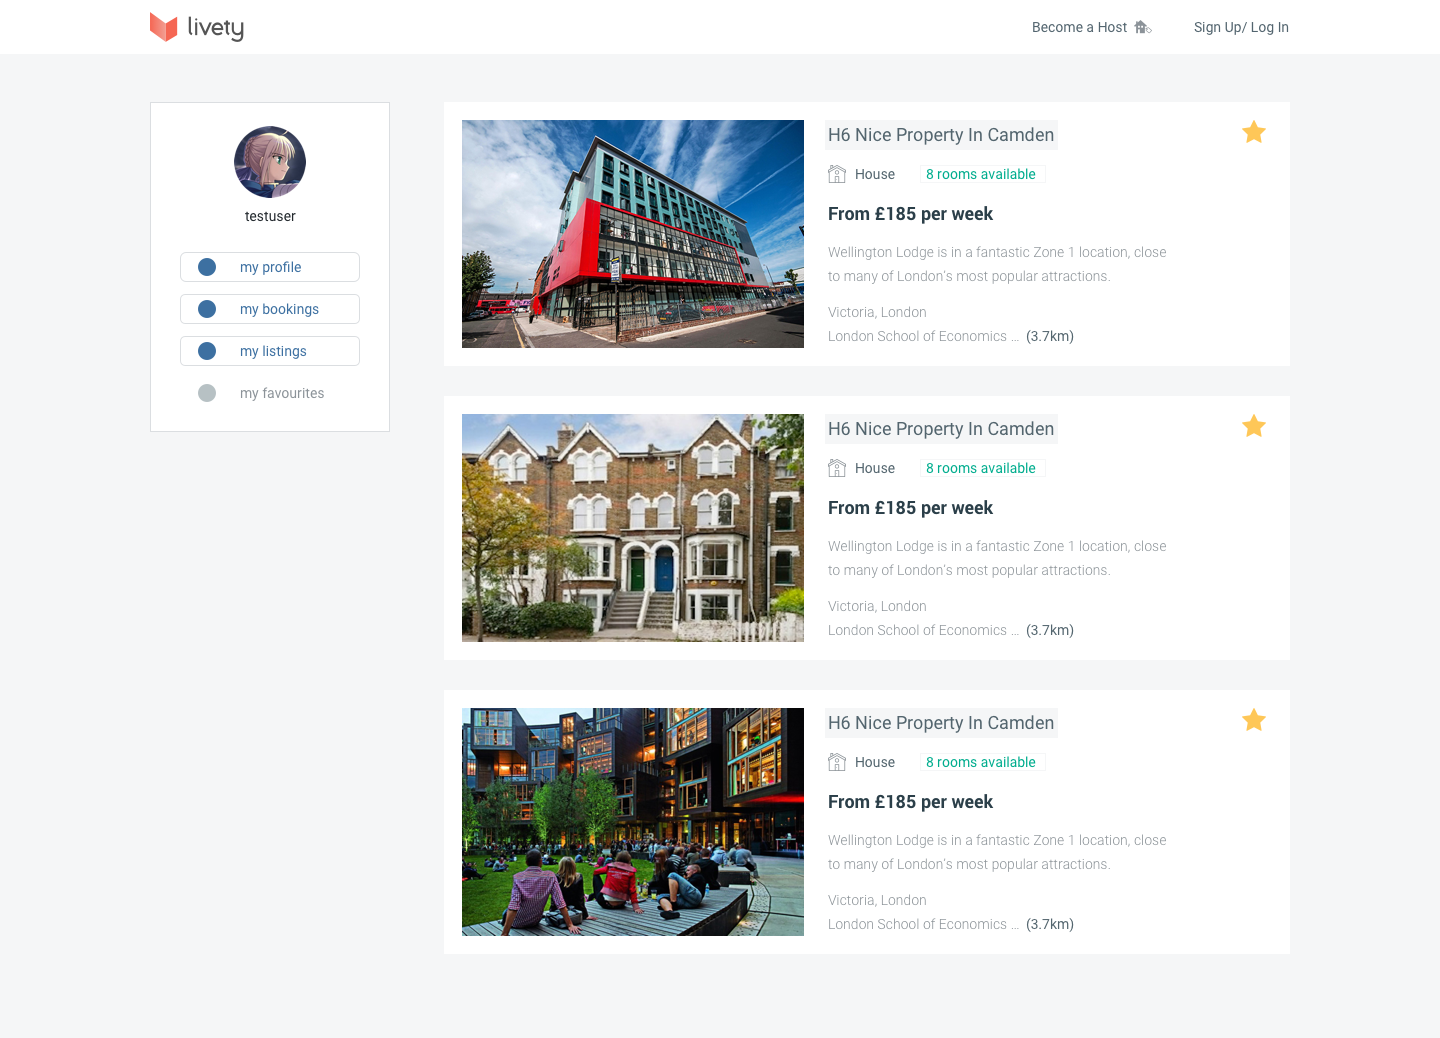 livety
Become a Host
Sign Up/ Log In
testuser
my profile
my bookings
my listings
my favourites
H6 Nice Property In Camden
House
8 rooms available
From £185 per week
Wellington Lodge is in a fantastic Zone 1 location, close
to many of London's most popular attractions.
Victoria, London
London School of Economics ... (3.7km)
H6 Nice Property In Camden
House
8 rooms available
From £185 per week
Wellington Lodge is in a fantastic Zone 1 location, close
to many of London's most popular attractions.
Victoria, London
London School of Economics ... (3.7km)
H6 Nice Property In Camden
House
8 rooms available
From £185 per week
Wellington Lodge is in a fantastic Zone 1 location, close
to many of London's most popular attractions.
Victoria, London
London School of Economics ... (3.7km)